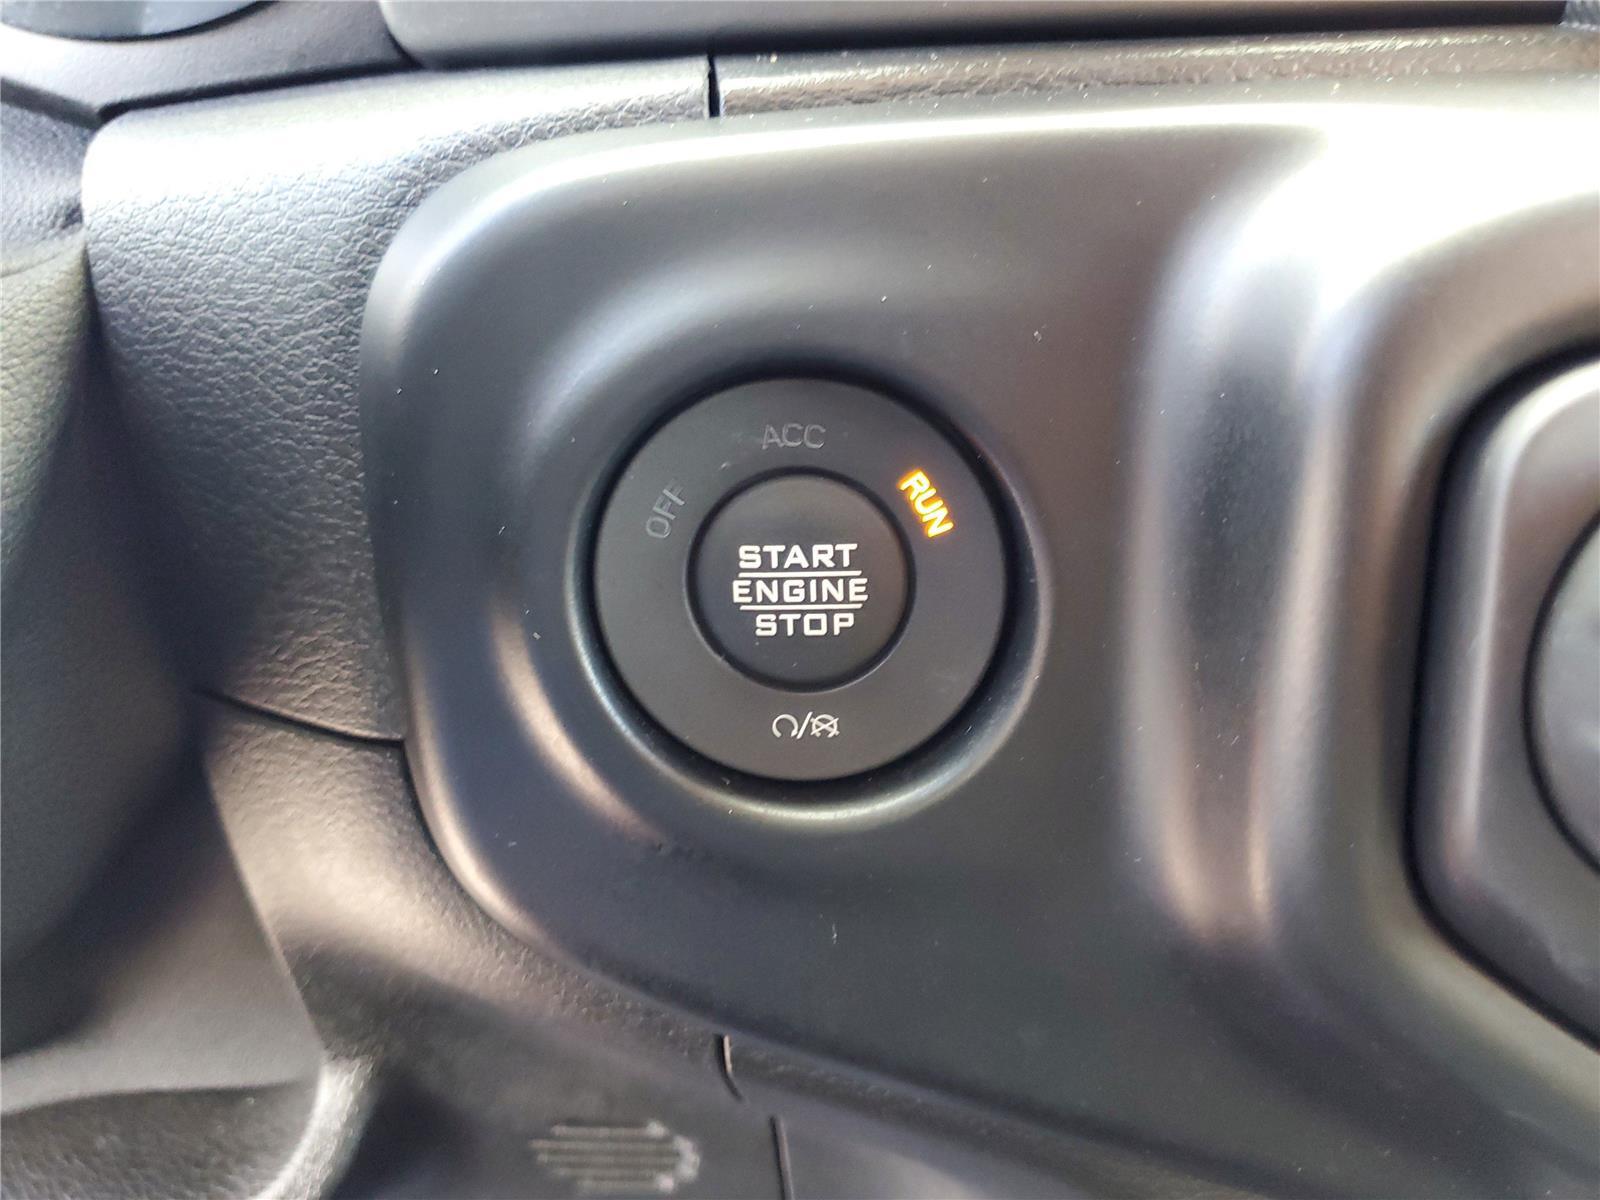 ACC
OFF
RUN
START
ENGINE
STOP